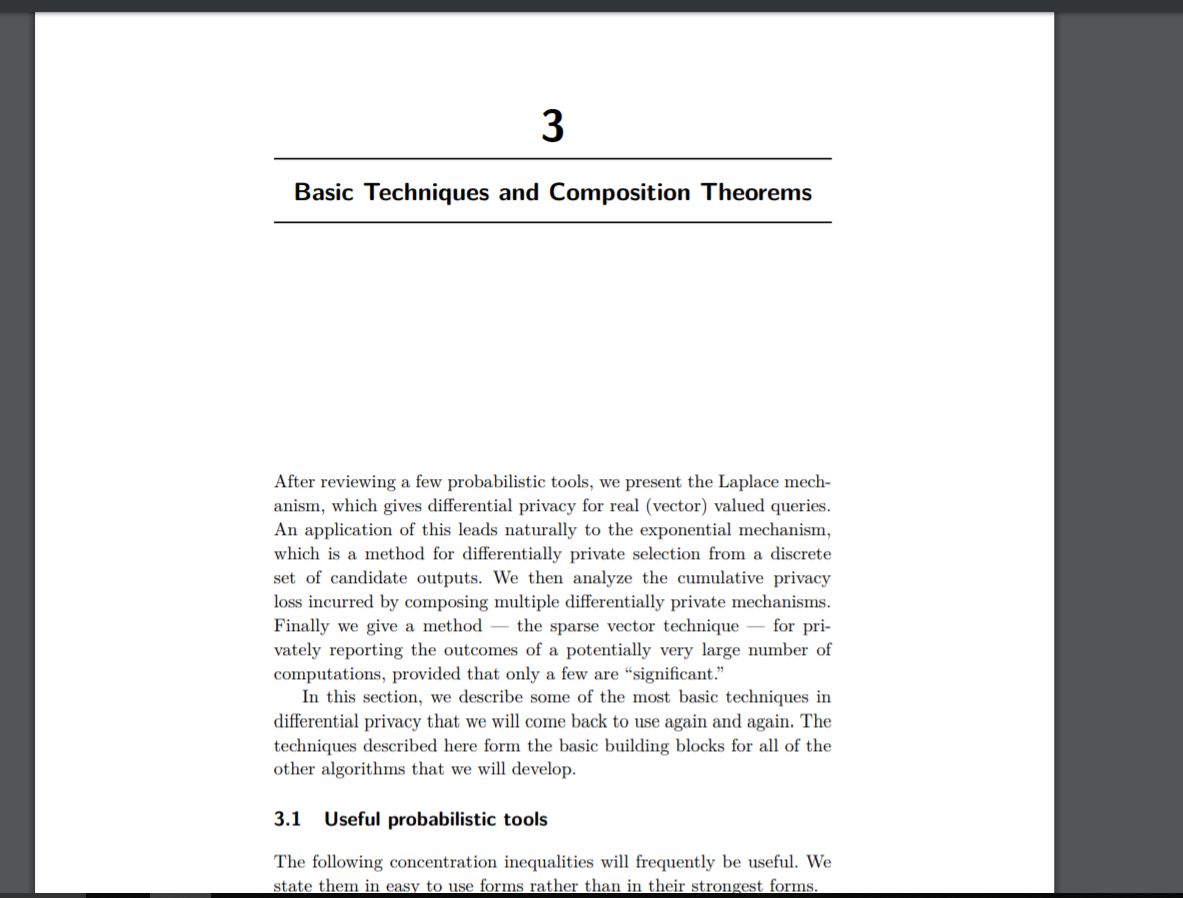 3
Basic Techniques and Composition Theorems
After reviewing a few probabilistic tools, we present the Laplace mech-
anism, which gives differential privacy for real (vector) valued queries.
An application of this leads naturally to the exponential mechanism,
which is a method for differentially private selection from a discrete
set of candidate outputs. We then analyze the cumulative privacy
loss incurred by composing multiple differentially private mechanisms.
Finally we give a method — the sparse vector technique — for pri-
vately reporting the outcomes of a potentially very large number of
computations, provided that only a few are “significant.”
In this section, we describe some of the most basic techniques in
differential privacy that we will come back to use again and again. The
techniques described here form the basic building blocks for all of the
other algorithms that we will develop.
3.1 Useful probabilistic tools
The following concentration inequalities will frequently be useful. We
state them in easy to use forms rather than in their strongest forms.